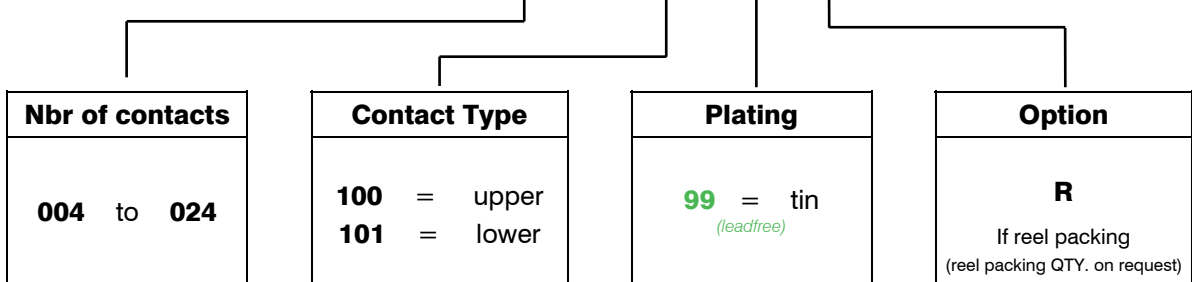 Nbr of contacts
004 to 024
Contact Type
100 = upper
101 = lower
Plating
99 = tin
(leadfree)
Option
R
If reel packing
(reel packing QTY. on request)